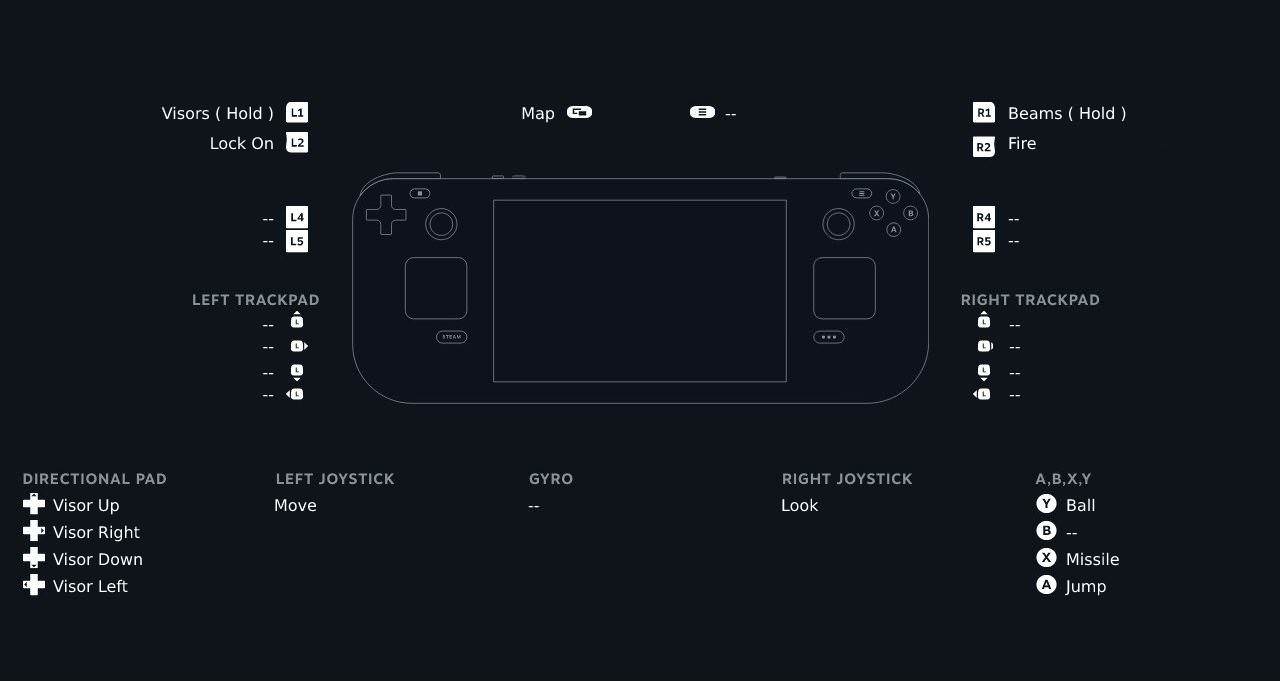 Visors ( Hold ) L1
Map
--
R1 Beams ( Hold )
Lock On L2
R2 Fire
-- L4
R4 --
-- L5
R5 --
LEFT TRACKPAD
-- L
-- L
-- L
-- L
Y
X B
A
STEAM
RIGHT TRACKPAD
L --
L --
L --
L --
DIRECTIONAL PAD
Visor Up
Visor Right
Visor Down
Visor Left
LEFT JOYSTICK
Move
GYRO
--
RIGHT JOYSTICK
Look
A,B,X,Y
Y Ball
B --
X Missile
A Jump